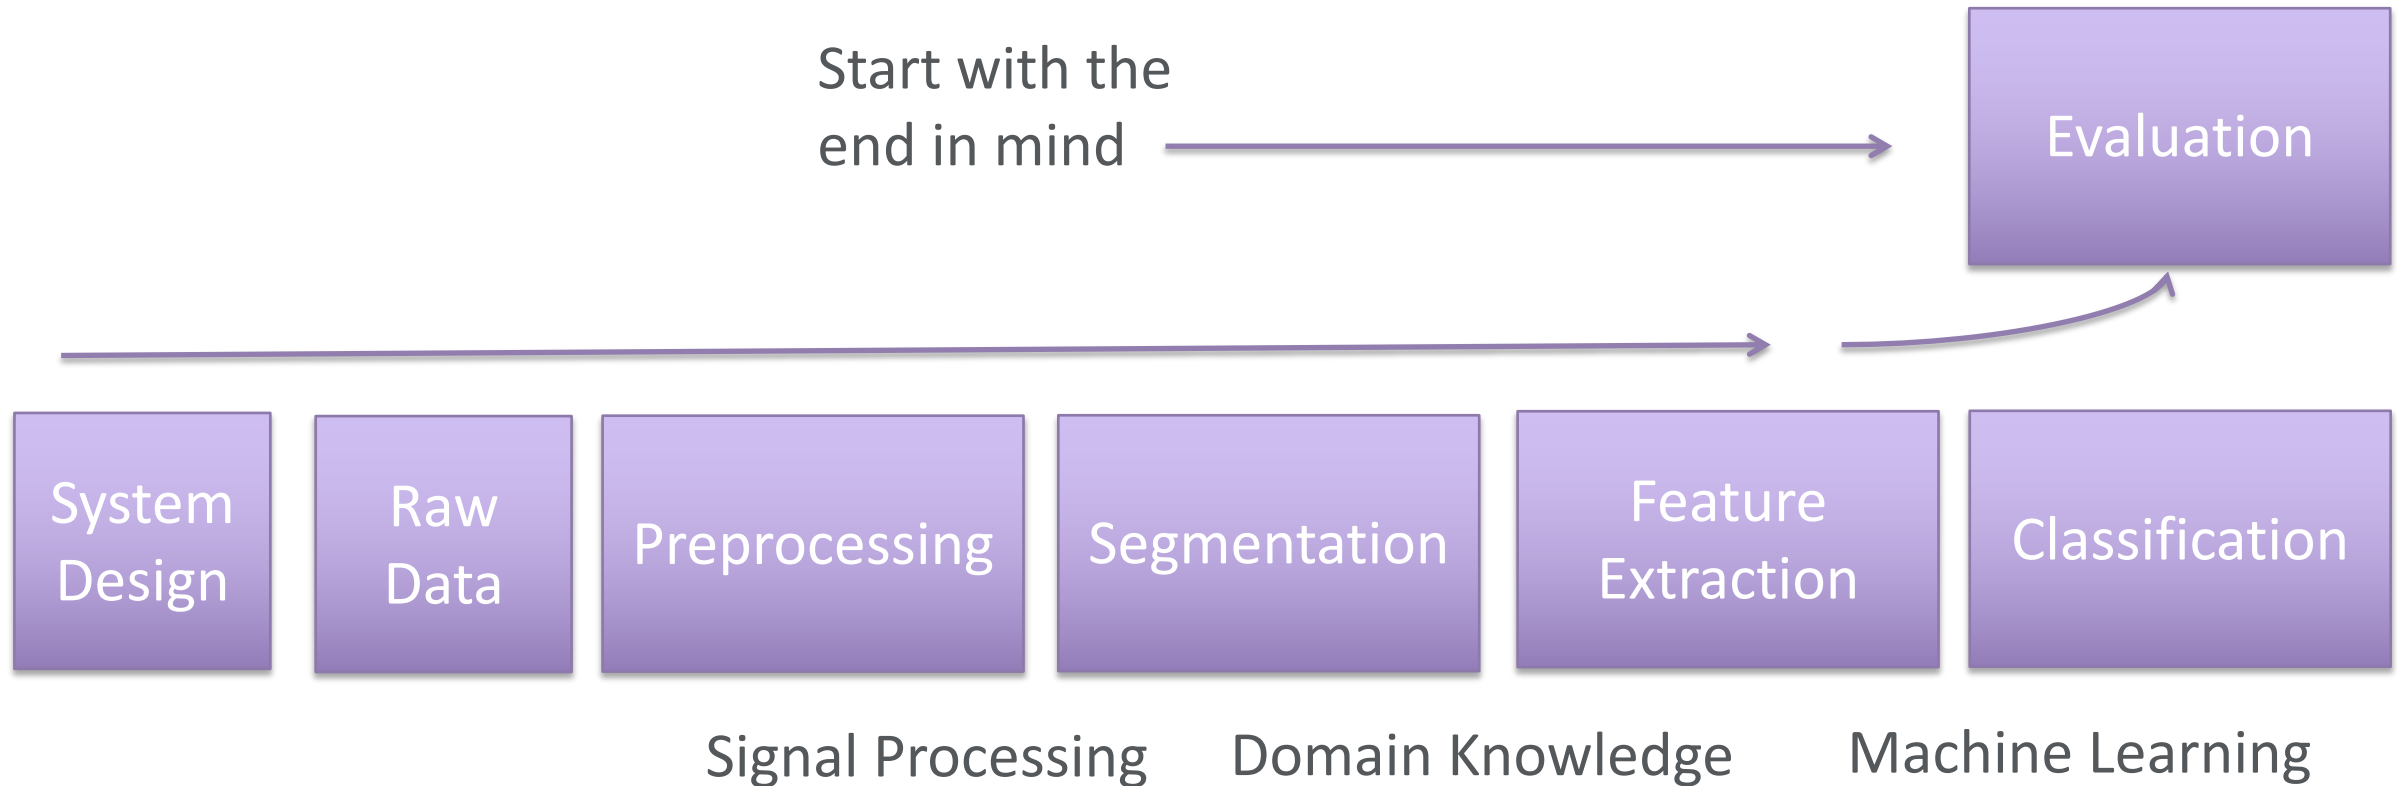 Start with the
end in mind
Evaluation
System
Design
Raw
Data
Preprocessing
Segmentation
Feature
Extraction
Classification
Signal Processing
Domain Knowledge
Machine Learning